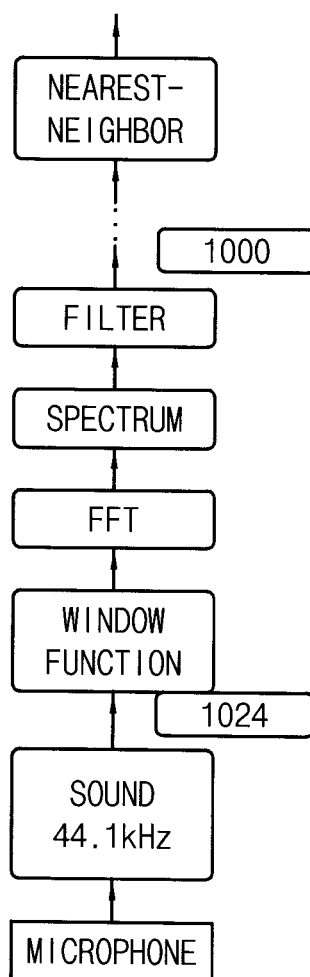 NEAREST-
NEIGHBOR
1000
FILTER
SPECTRUM
FFT
WINDOW
FUNCTION
1024
SOUND
44.1kHz
MICROPHONE